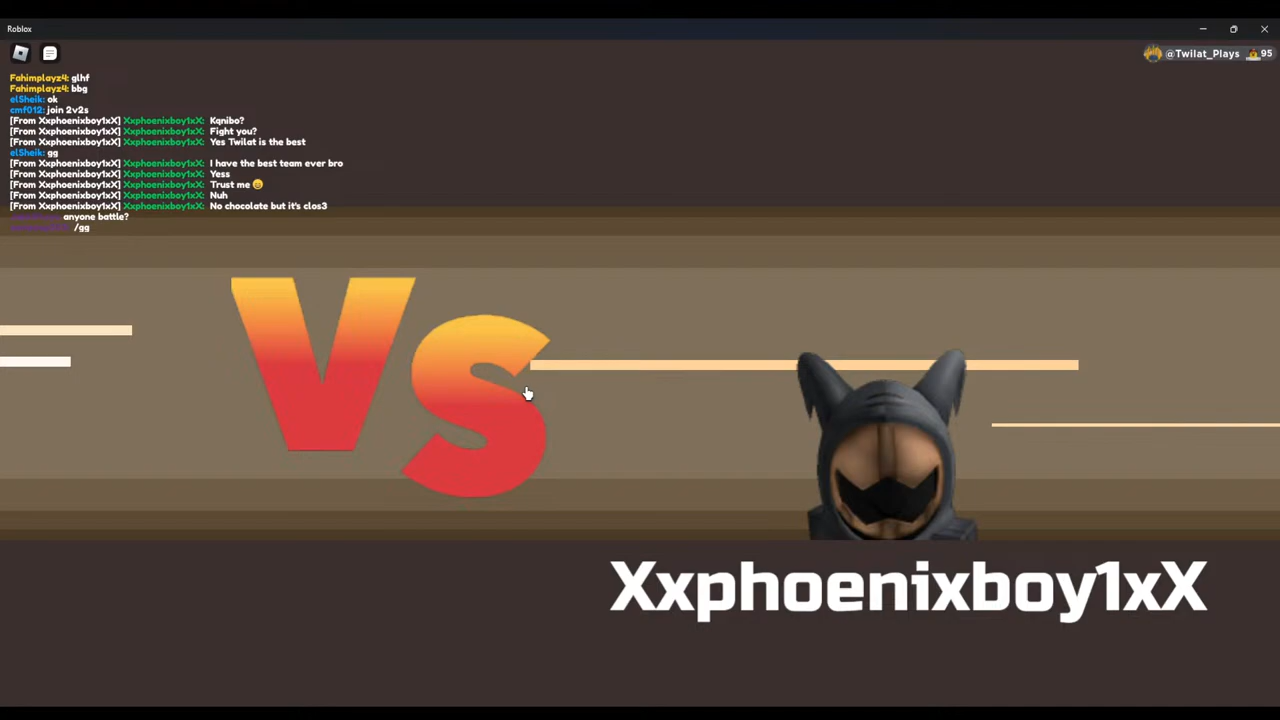 Roblox
@Twilat_Plays 95
Fahimplayz4: glhf
Fahimplayz4: bbg
elSheik: ok
cmf012: join 2v2s
[From Xxphoenixboy1xX] Xxphoenixboy1xX: Kqnibo?
[From Xxphoenixboy1xX] Xxphoenixboy1xX: Fight you?
[From Xxphoenixboy1xX] Xxphoenixboy1xX: Yes Twilat is the best
elSheik: gg
[From Xxphoenixboy1xX] Xxphoenixboy1xX: I have the best team ever bro
[From Xxphoenixboy1xX] Xxphoenixboy1xX: Yess
[From Xxphoenixboy1xX] Xxphoenixboy1xX: Trust me 😄
[From Xxphoenixboy1xX] Xxphoenixboy1xX: Nuh
[From Xxphoenixboy1xX] Xxphoenixboy1xX: No chocolate but it's clos3
anyone battle?
/gg
Vs
Xxphoenixboy1xX